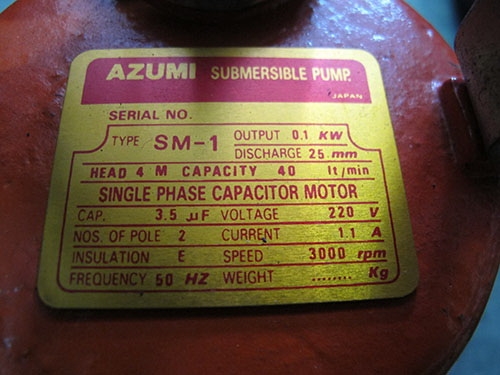 AZUMI SUBMERSIBLE PUMP.
JAPAN
SERIAL NO.
TYPE SM-1 OUTPUT 0.1 KW
DISCHARGE 25 mm
HEAD 4 M CAPACITY 40 lt/min
SINGLE PHASE CAPACITOR MOTOR
CAP. 3.5 µF VOLTAGE 220 V
NOS. OF POLE 2 CURRENT 1.1 A
INSULATION E SPEED 3000 rpm
FREQUENCY 50 HZ WEIGHT ........ Kg